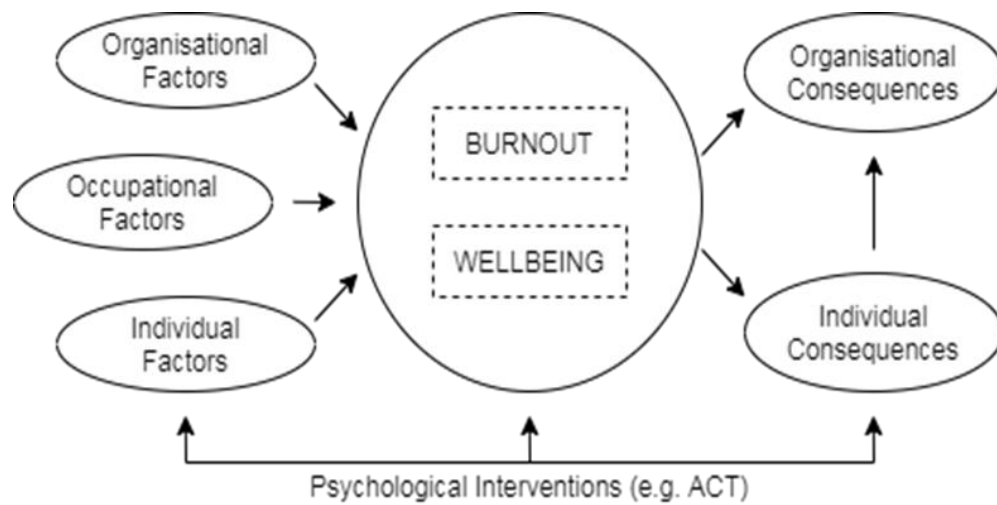 Organisational
Factors
Occupational
Factors
Individual
Factors
BURNOUT
WELLBEING
Organisational
Consequences
Individual
Consequences
Psychological Interventions (e.g. ACT)